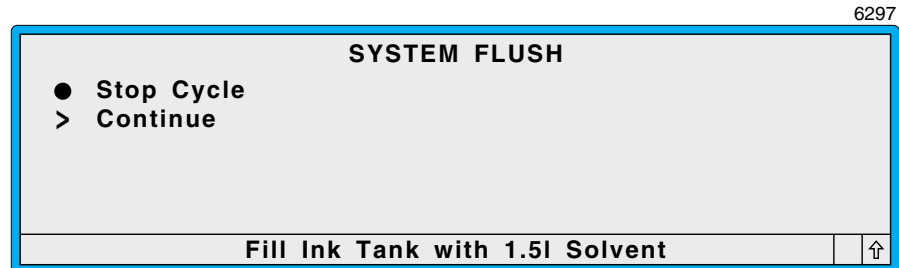 6297
SYSTEM FLUSH
● Stop Cycle
> Continue
Fill Ink Tank with 1.5l Solvent ⇧